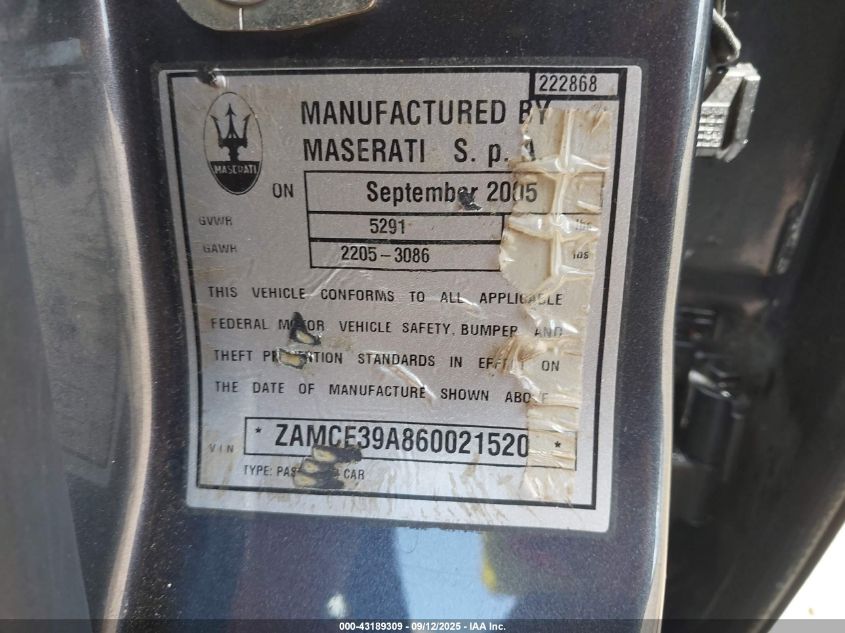 222868
MANUFACTURED BY
MASERATI S. p. A.
MASERATI
ON September 2005
GVWR 5291 lbs
GAWR 2205-3086 lbs
THIS VEHICLE CONFORMS TO ALL APPLICABLE
FEDERAL MOTOR VEHICLE SAFETY, BUMPER AND
THEFT PREVENTION STANDARDS IN EFFECT ON
THE DATE OF MANUFACTURE SHOWN ABOVE
VIN * ZAMCE39A860021520 *
TYPE: PASSENGER CAR
000-43189309 - 09/12/2025 - IAA Inc.